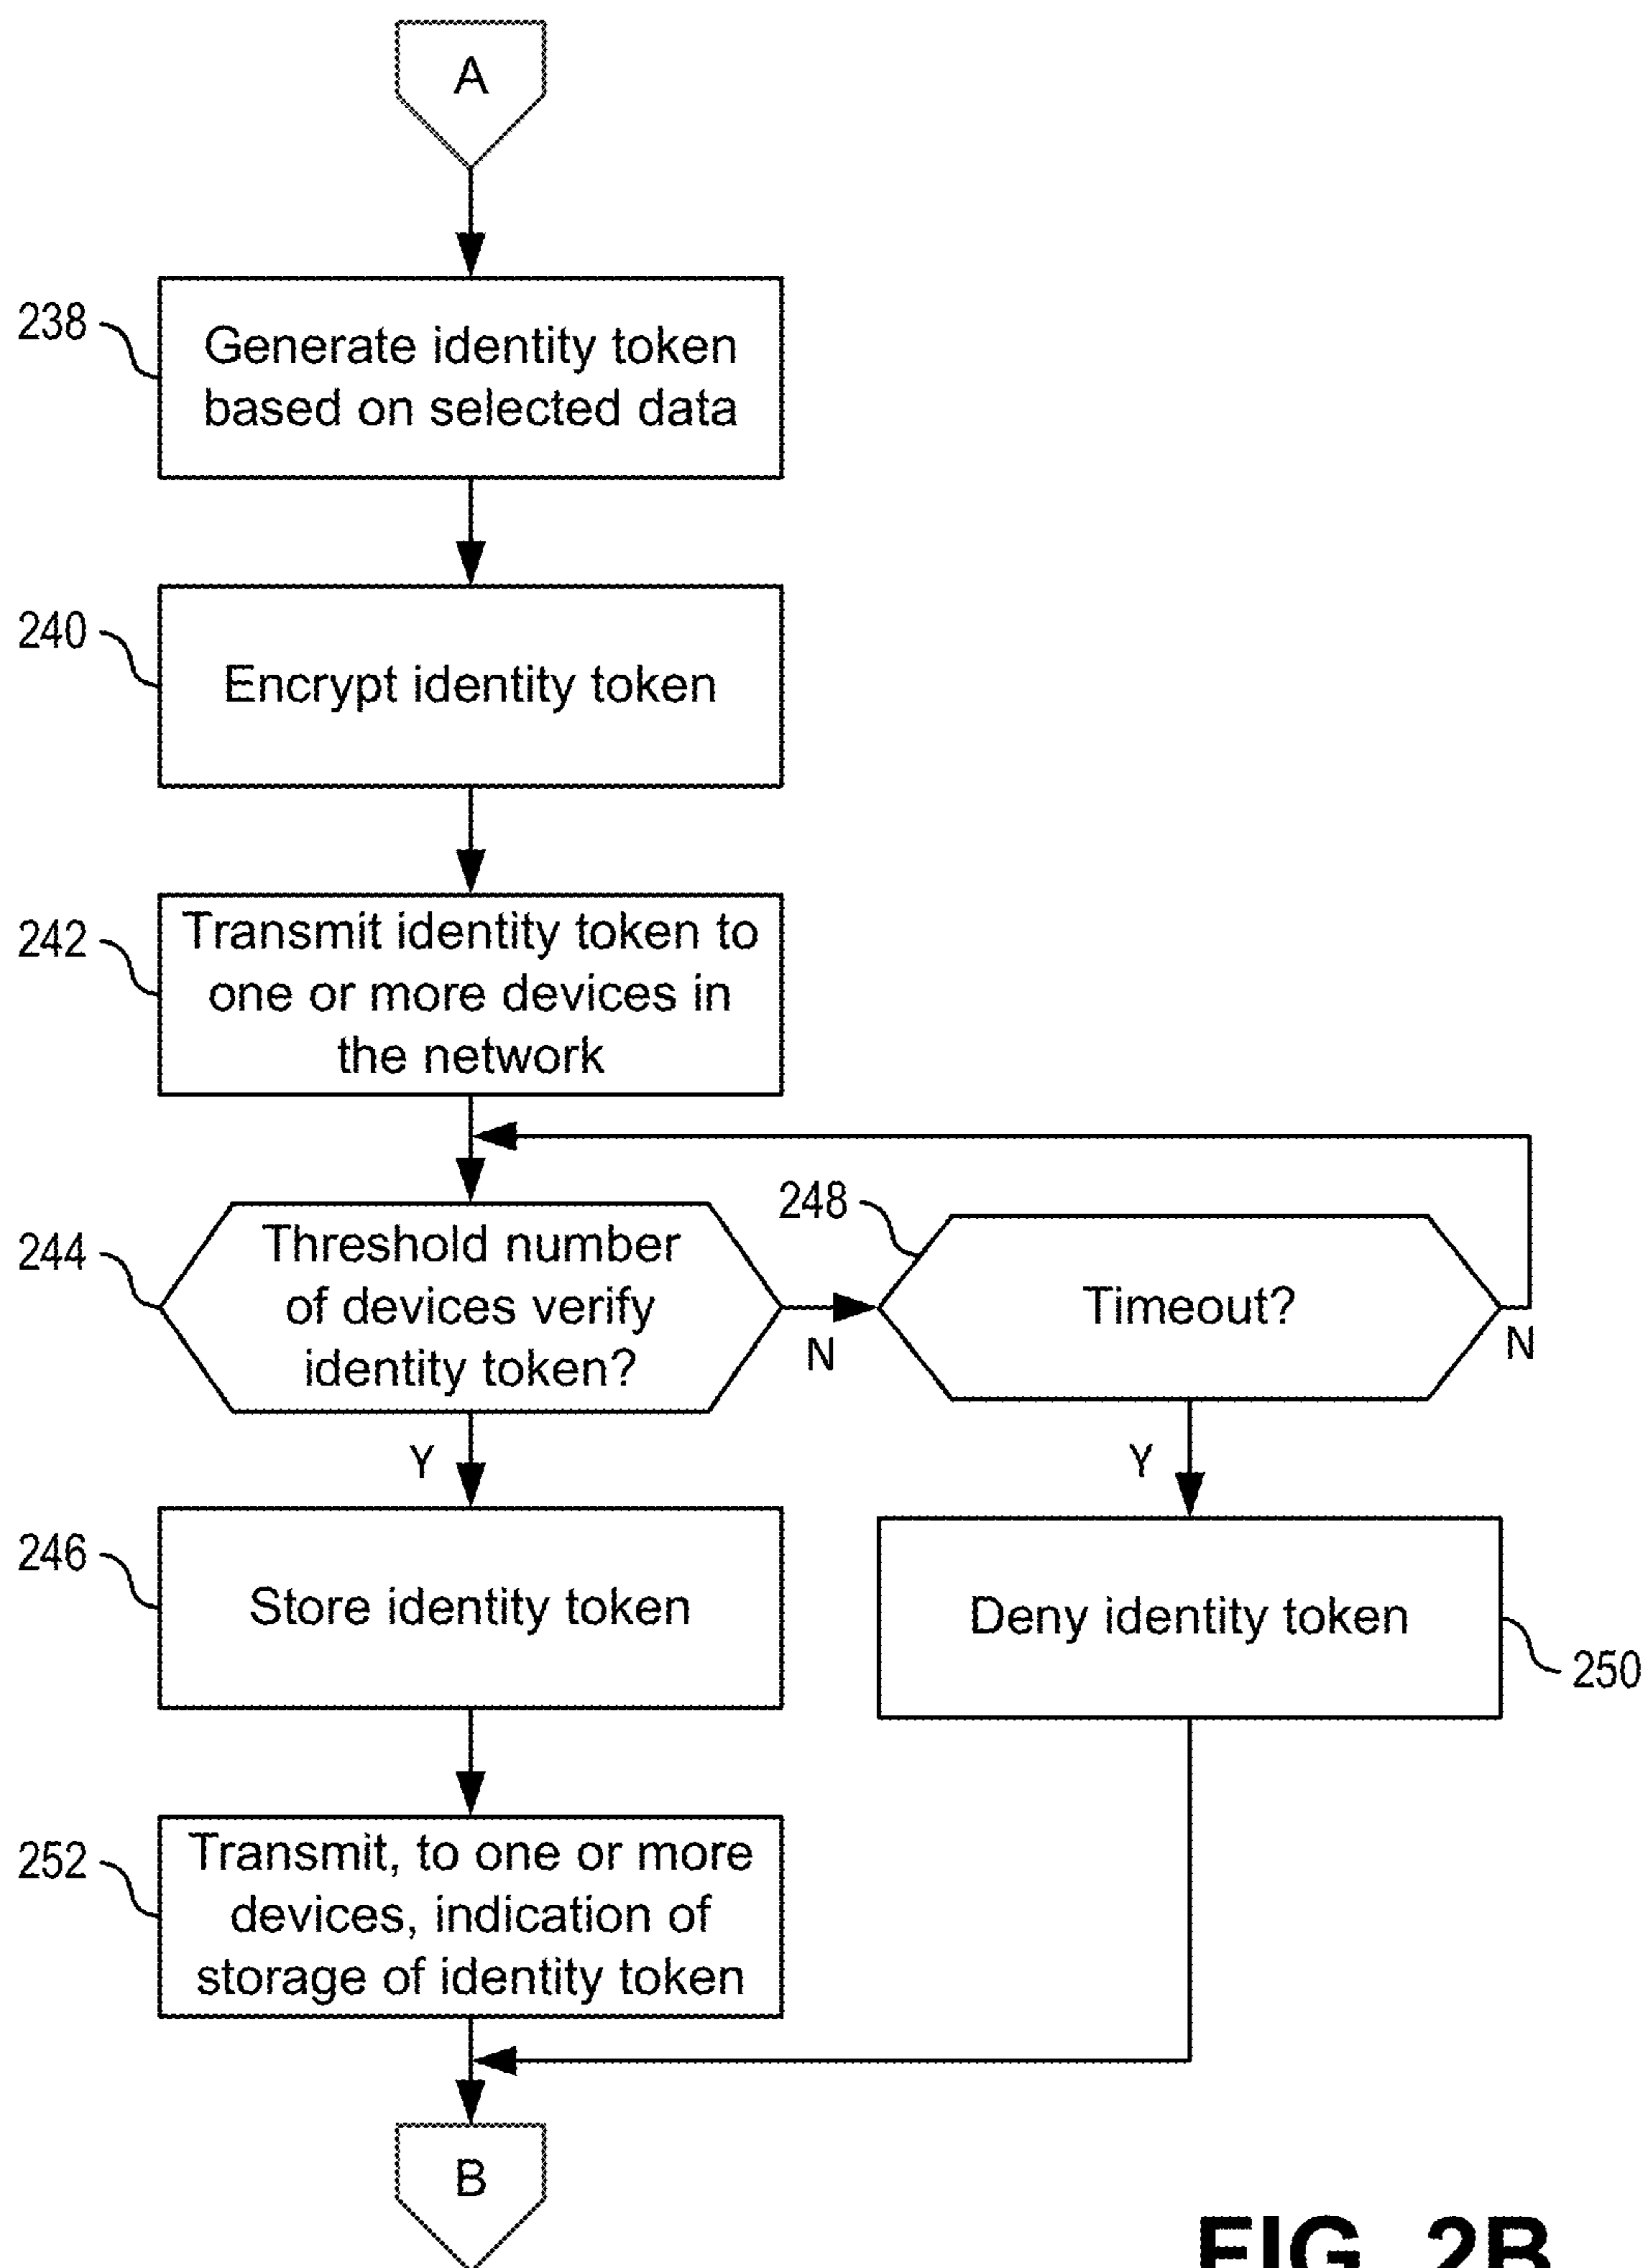 A
238
Generate identity token
based on selected data
240
Encrypt identity token
242
Transmit identity token to
one or more devices in
the network
244
Threshold number
of devices verify
identity token?
N
248
Timeout?
N
Y
Y
246
Store identity token
Deny identity token
250
252
Transmit, to one or more
devices, indication of
storage of identity token
B
FIG. 2B